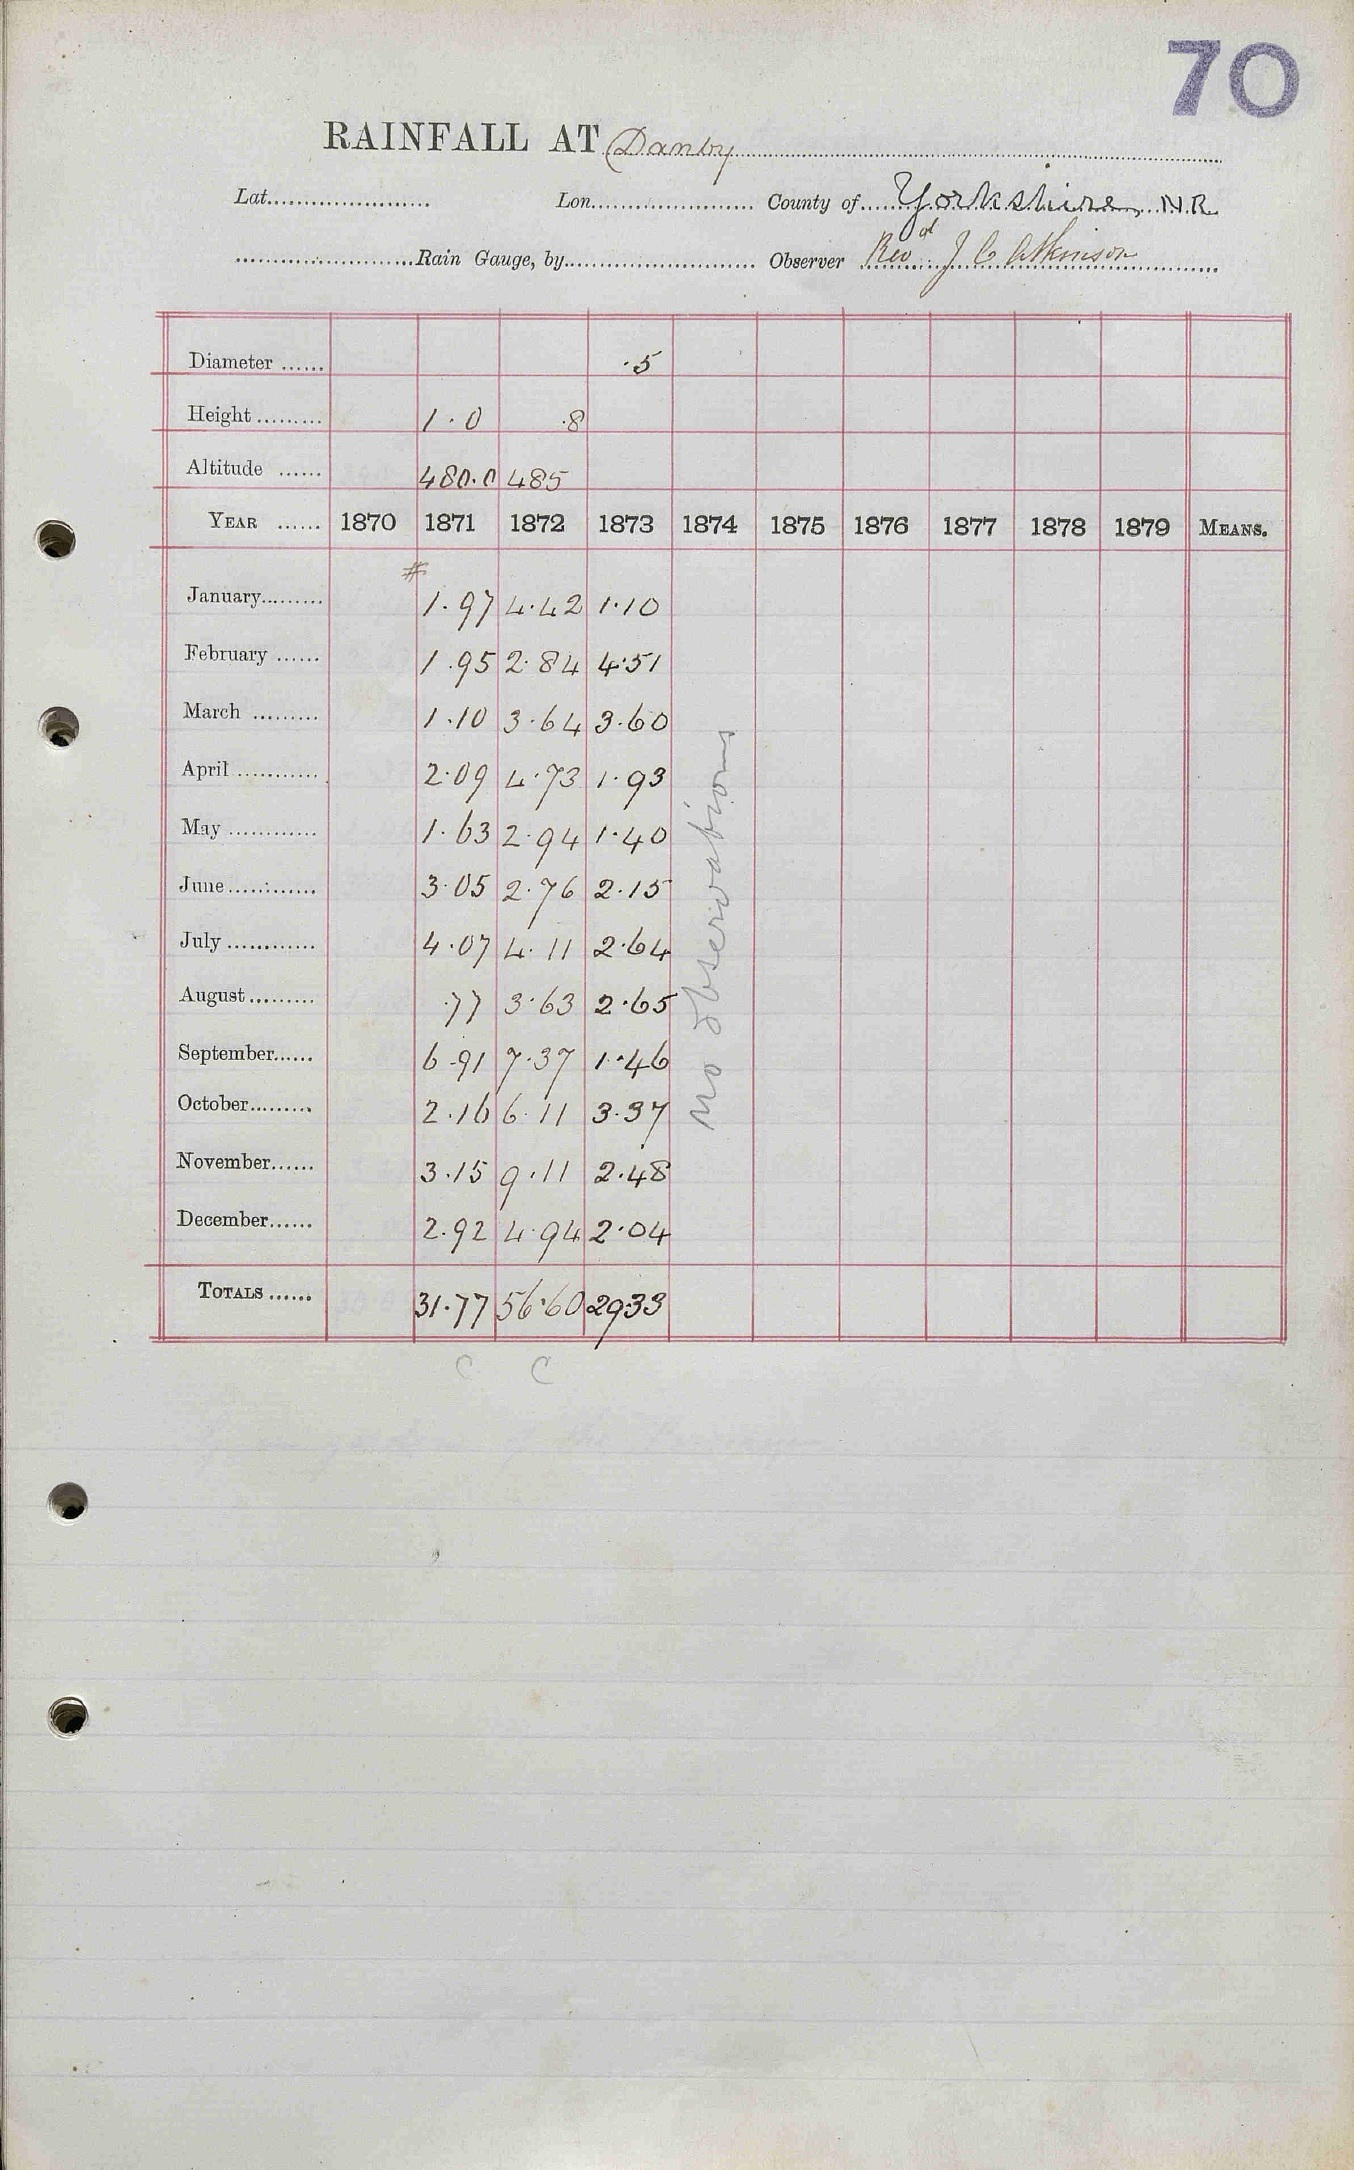 70
RAINFALL AT Danby
Lat. Lon. County of Yorkshire N.R.
Rain Gauge, by Observer Revd J C Atkinson
Diameter ...... ·5
Height ......... 1·0 ·8
Altitude ...... 480·0 485
YEAR ...... 1870 1871 1872 1873 1874 1875 1876 1877 1878 1879 MEANS.
#
January......... 1·97 4·42 1·10
February ...... 1·95 2·84 4·51
March ......... 1·10 3·64 3·60
April ............ 2·09 4·73 1·93
May ............ 1·63 2·94 1·40
June ............ 3·05 2·76 2·15
July ............ 4·07 4·11 2·64
August ......... ·77 3·63 2·65
September...... 6·91 7·37 1·46
October......... 2·16 6·11 3·37
November...... 3·15 9·11 2·48
December...... 2·92 4·94 2·04
no observations
TOTALS ...... 31·77 56·60 29·33
C C